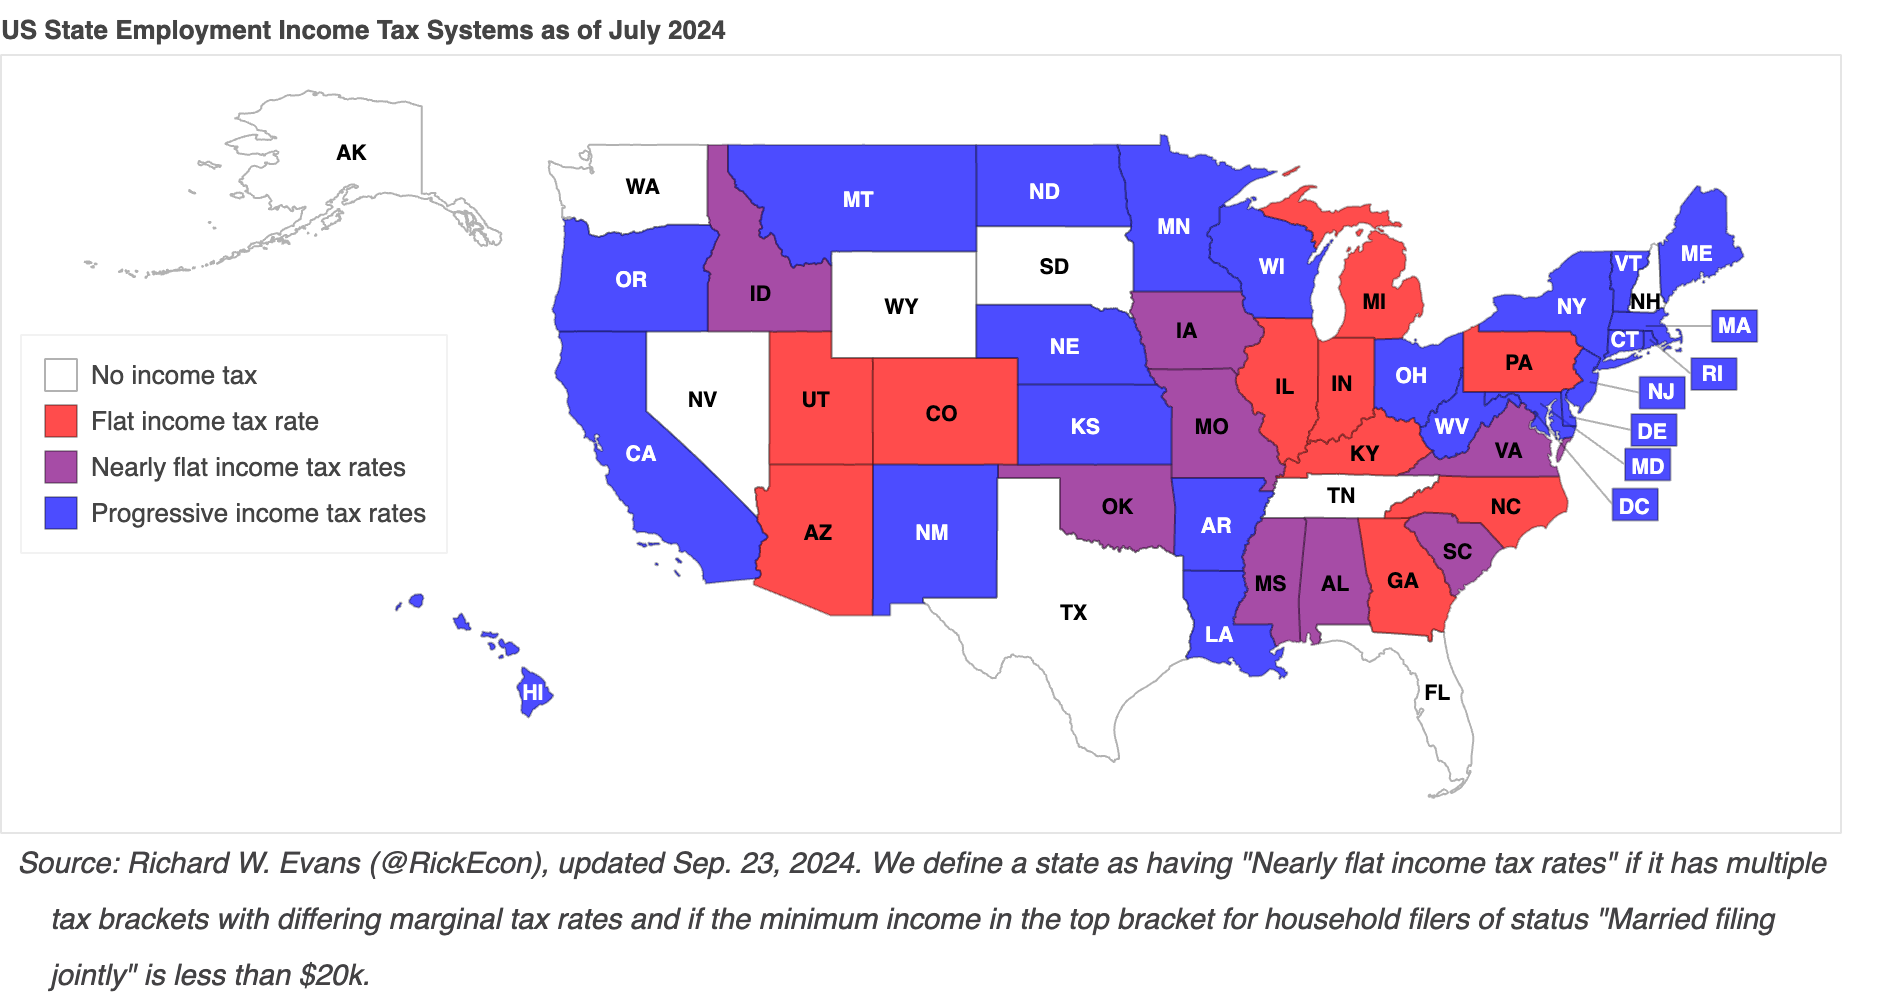 US State Employment Income Tax Systems as of July 2024
AK
WA
MT
ND
MN
ME
VT
SD
WI
OR
ID
WY
MI
NH
NY
MA
IA
NE
CT
PA
RI
OH
IL
IN
NJ
No income tax
NV
UT
CO
Flat income tax rate
KS
MO
WV
DE
CA
KY
VA
MD
Nearly flat income tax rates
TN
OK
NC
DC
Progressive income tax rates
AZ
NM
AR
SC
MS
AL
GA
TX
LA
HI
FL
Source: Richard W. Evans (@RickEcon), updated Sep. 23, 2024. We define a state as having "Nearly flat income tax rates" if it has multiple
tax brackets with differing marginal tax rates and if the minimum income in the top bracket for household filers of status "Married filing
jointly" is less than $20k.